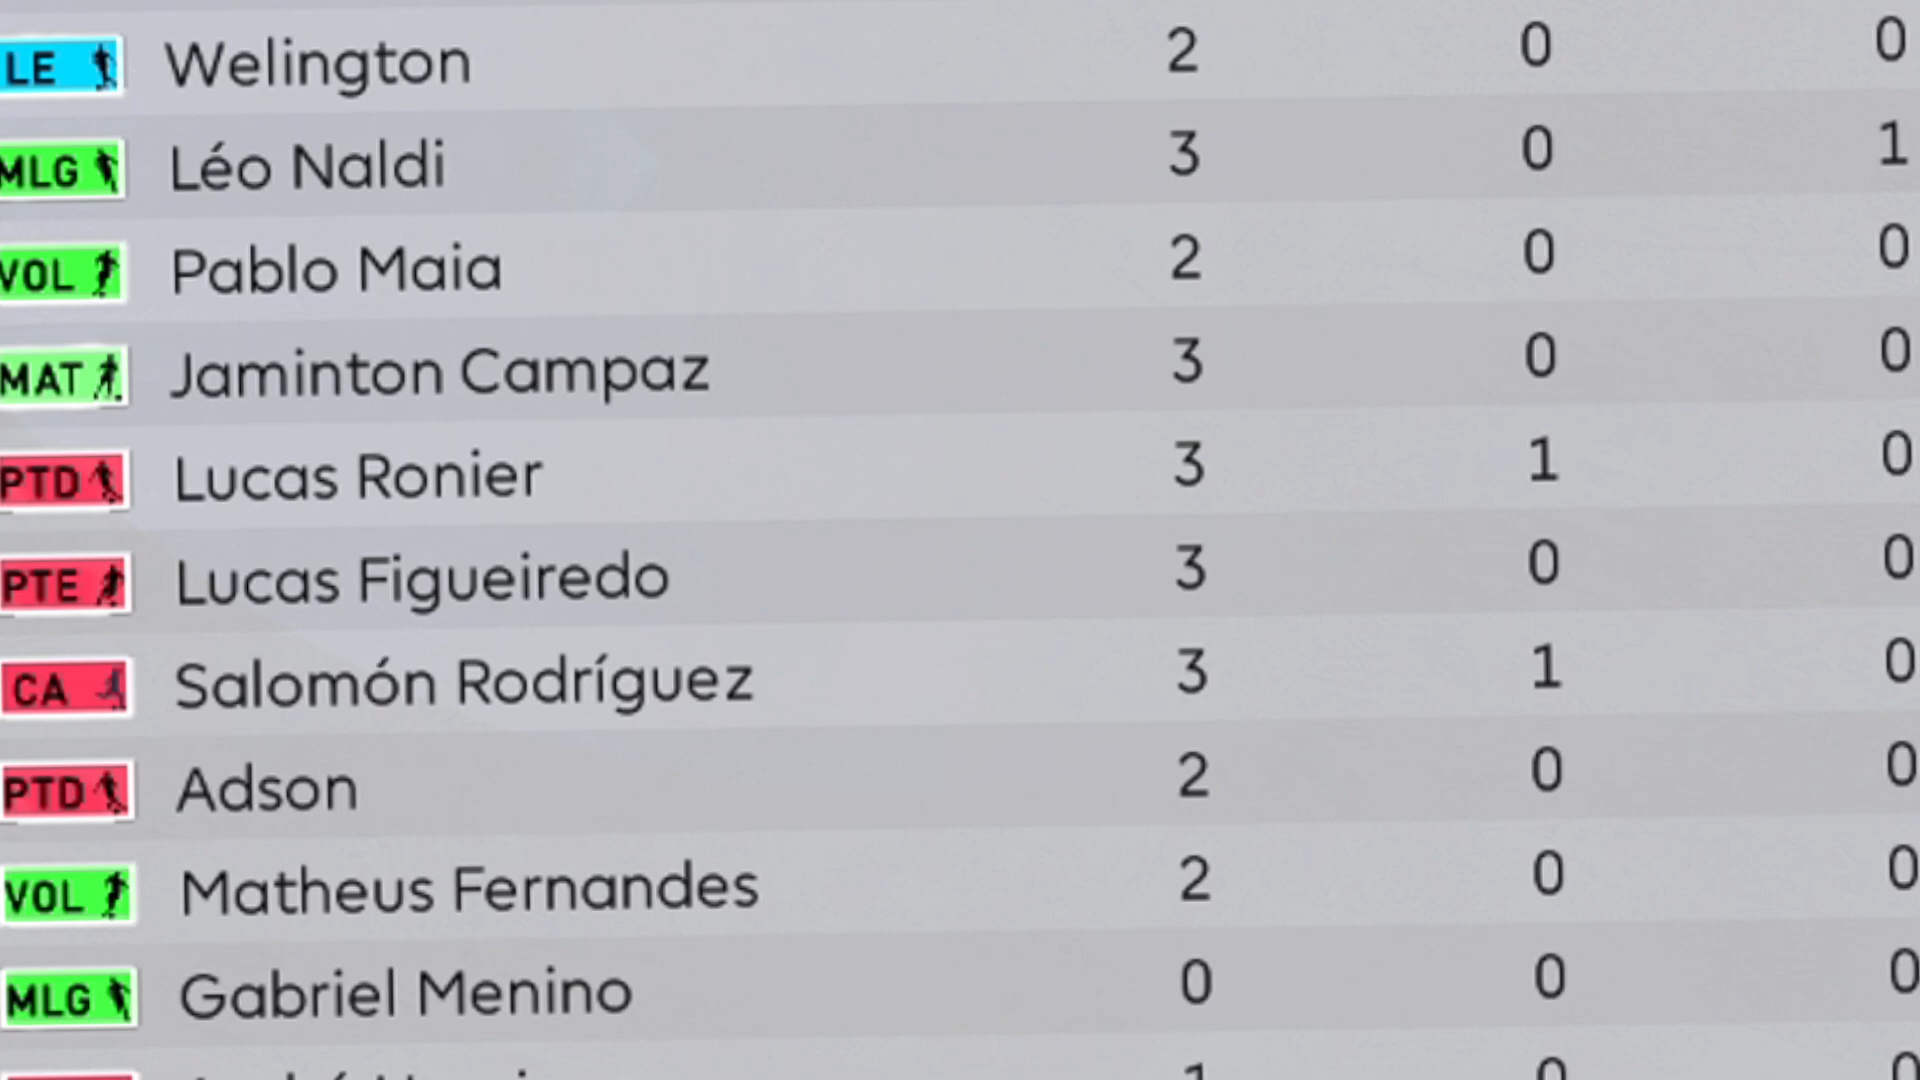 LE Welington 2 0 0
MLG Léo Naldi 3 0 1
VOL Pablo Maia 2 0 0
MAT Jaminton Campaz 3 0 0
PTD Lucas Ronier 3 1 0
PTE Lucas Figueiredo 3 0 0
CA Salomón Rodríguez 3 1 0
PTD Adson 2 0 0
VOL Matheus Fernandes 2 0 0
MLG Gabriel Menino 0 0 0
1 0 0